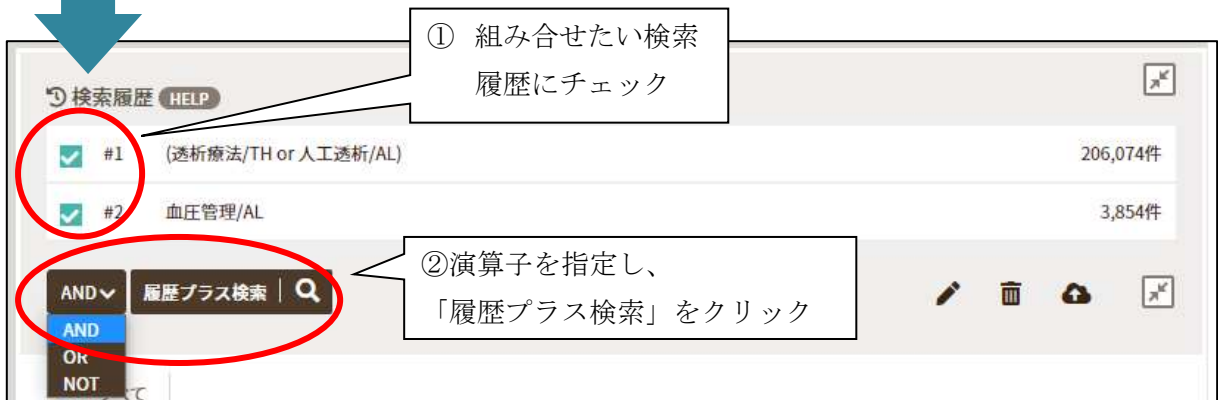 ① 組み合せたい検索
履歴にチェック
検索履歴 HELP
#1 (透析療法/TH or 人工透析/AL) 206,074件
#2 血圧管理/AL 3,854件
②演算子を指定し、
「履歴プラス検索」をクリック
AND 履歴プラス検索
AND
OR
NOT